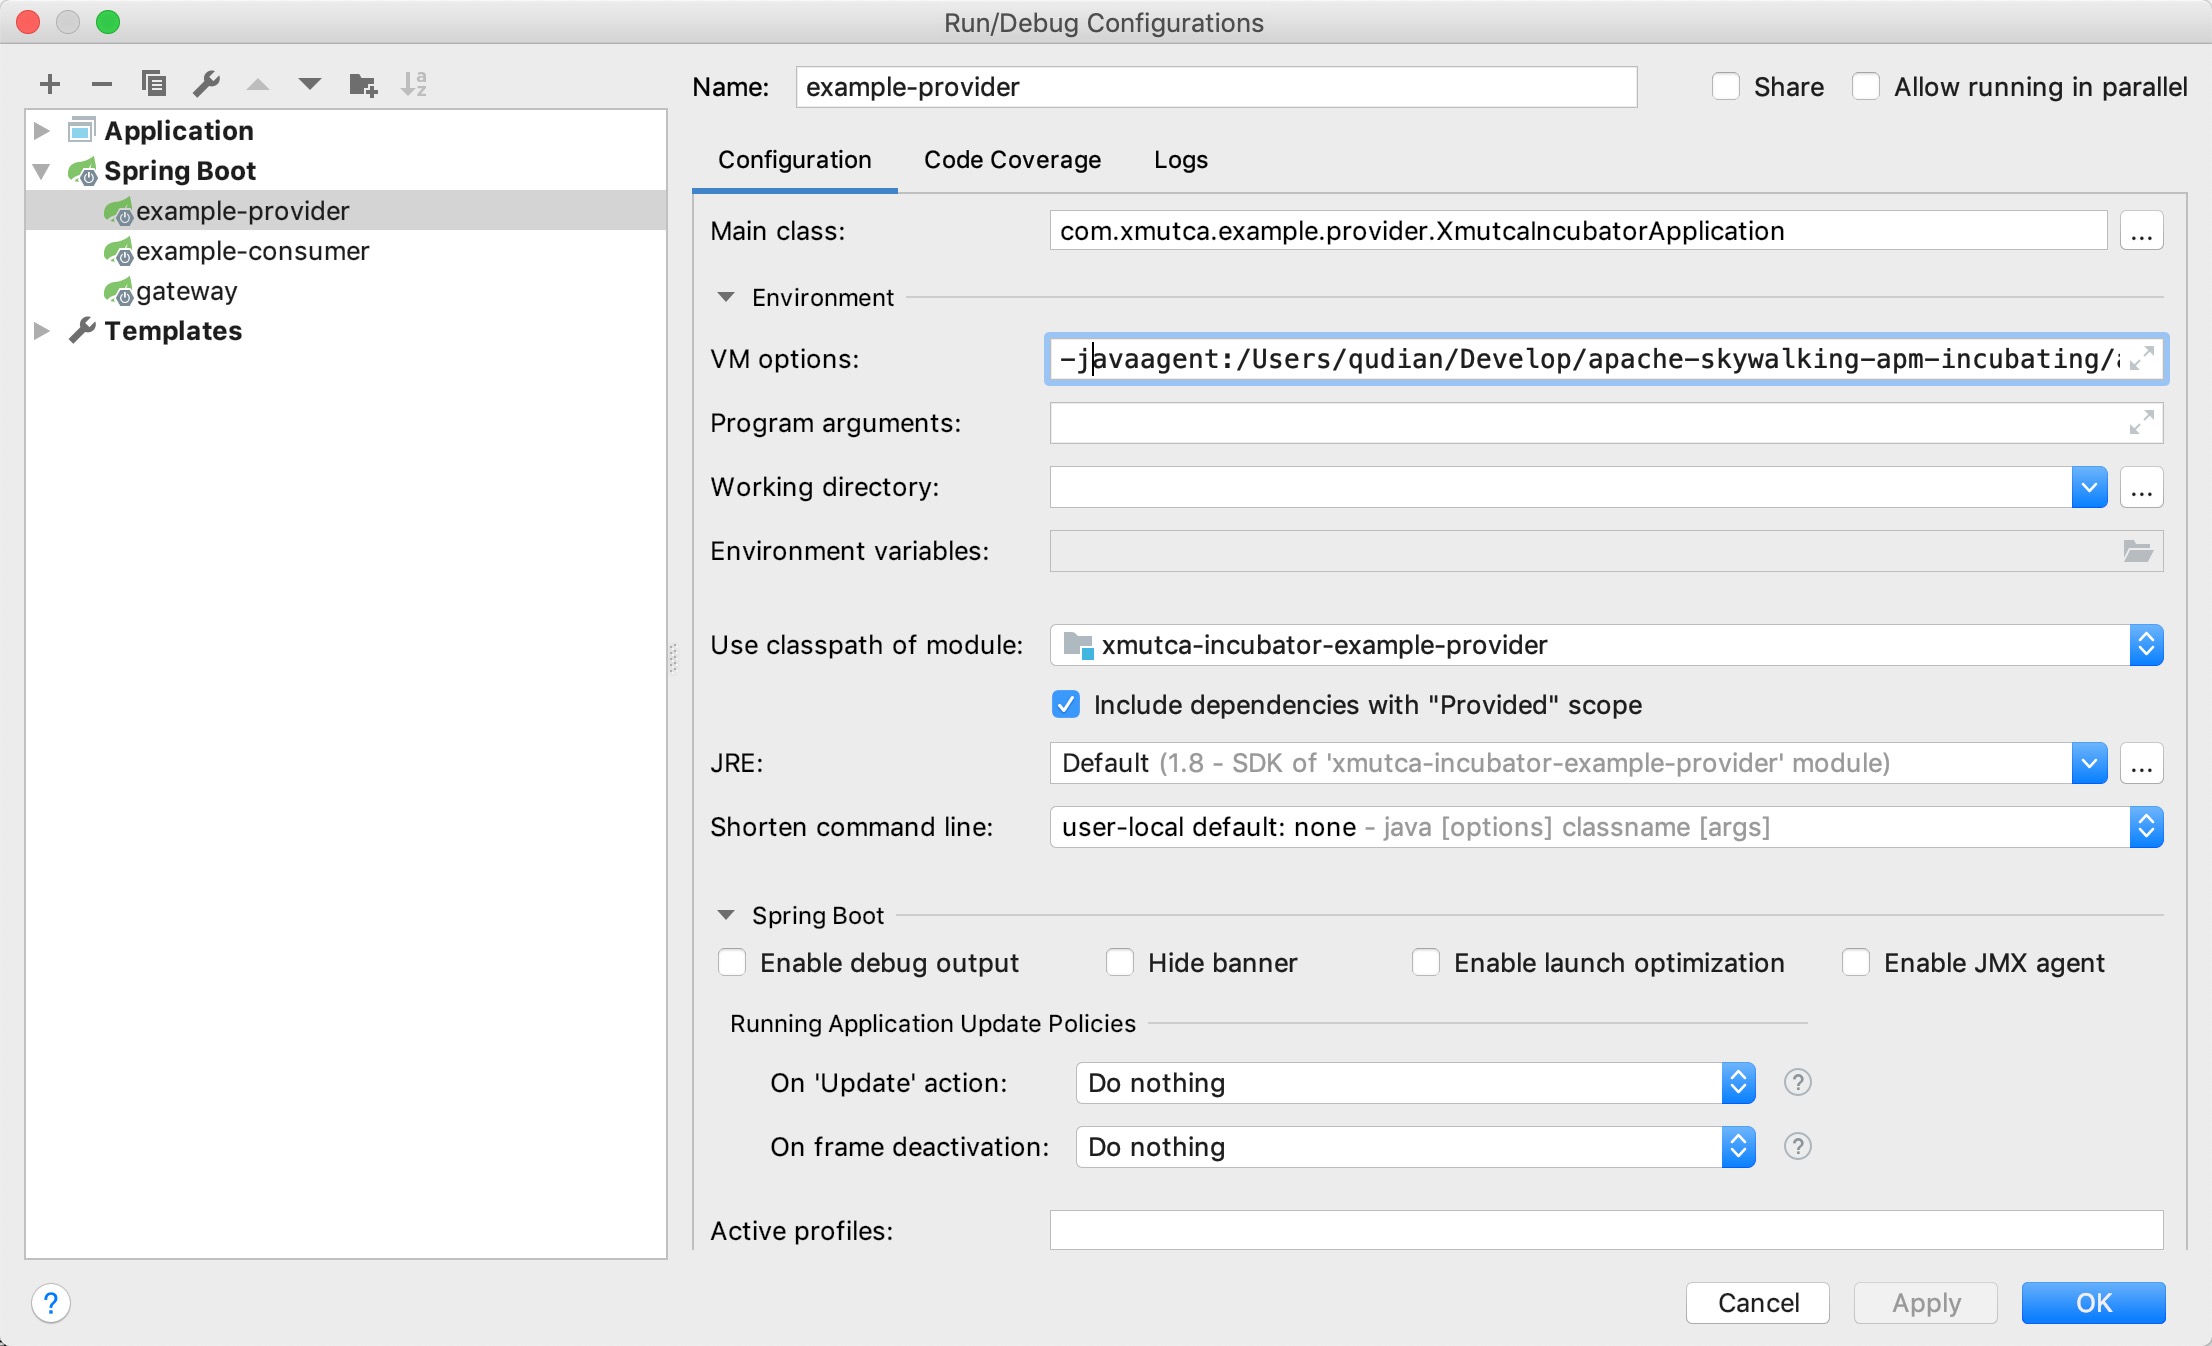 Run/Debug Configurations
Name: example-provider Share Allow running in parallel
Application
Spring Boot
example-provider
example-consumer
gateway
Templates
Configuration Code Coverage Logs
Main class: com.xmutca.example.provider.XmutcaIncubatorApplication ...
Environment
VM options: -javaagent:/Users/qudian/Develop/apache-skywalking-apm-incubating/
Program arguments:
Working directory: ...
Environment variables:
Use classpath of module: xmutca-incubator-example-provider
Include dependencies with "Provided" scope
JRE: Default (1.8 - SDK of 'xmutca-incubator-example-provider' module) ...
Shorten command line: user-local default: none - java [options] classname [args]
Spring Boot
Enable debug output Hide banner Enable launch optimization Enable JMX agent
Running Application Update Policies
On 'Update' action: Do nothing ?
On frame deactivation: Do nothing ?
Active profiles:
? Cancel Apply OK